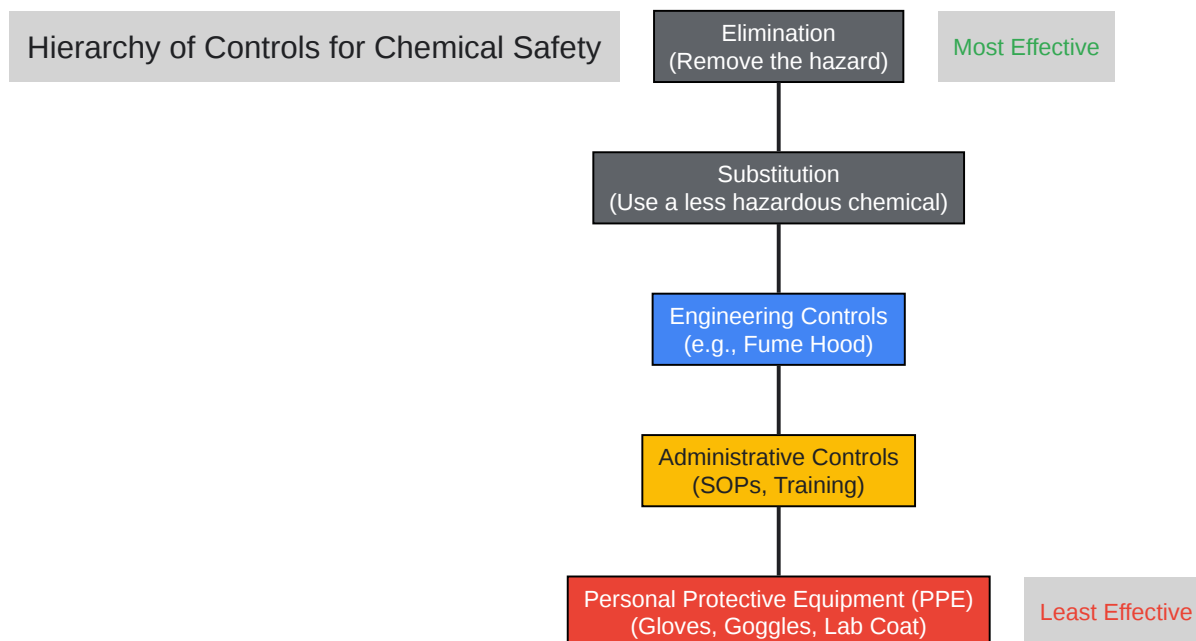 Hierarchy of Controls for Chemical Safety
Elimination
(Remove the hazard)
Most Effective
Substitution
(Use a less hazardous chemical)
Engineering Controls
(e.g., Fume Hood)
Administrative Controls
(SOPs, Training)
Personal Protective Equipment (PPE)
(Gloves, Goggles, Lab Coat)
Least Effective